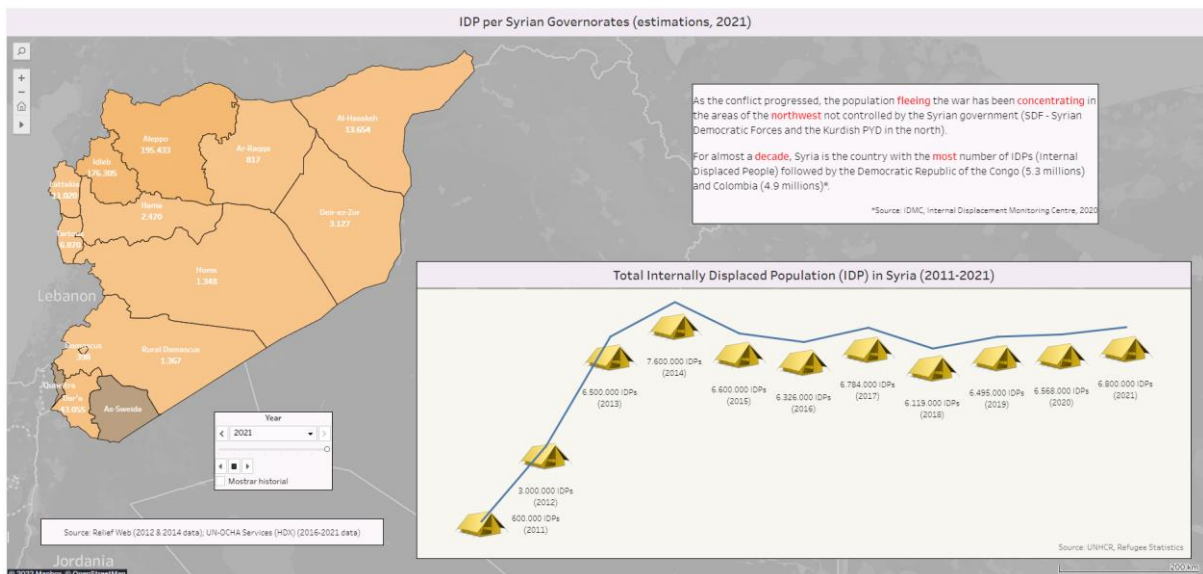 IDP per Syrian Governorates (estimations, 2021)
As the conflict progressed, the population fleeing the war has been concentrating in
the areas of the northwest not controlled by the Syrian government (SDF - Syrian
Democratic Forces and the Kurdish PYD in the north).
For almost a decade, Syria is the country with the most number of IDPs (Internal
Displaced People) followed by the Democratic Republic of the Congo (5.3 millions)
and Colombia (4.9 millions)*.
*Source: IDMC, Internal Displacement Monitoring Centre, 2020
Al-Hasakeh
13.654
Aleppo
195.433
Ar-Raqqa
817
Idleb
176.305
Lattakia
11.020
Hama
2.470
Deir-ez-Zor
3.127
Tartous
Homs
1.348
Lebanon
Damascus
Rural Damascus
1.367
Quneitra
Dar'a
43.055
As-Sweida
Total Internally Displaced Population (IDP) in Syria (2011-2021)
600.000 IDPs
(2011)
3.000.000 IDPs
(2012)
6.500.000 IDPs
(2013)
7.600.000 IDPs
(2014)
6.600.000 IDPs
(2015)
6.326.000 IDPs
(2016)
6.784.000 IDPs
(2017)
6.119.000 IDPs
(2018)
6.495.000 IDPs
(2019)
6.568.000 IDPs
(2020)
6.800.000 IDPs
(2021)
Source: UNHCR, Refugee Statistics
Year
2021
Mostrar historial
Source: Relief Web (2012 & 2014 data); UN-OCHA Services (HDX) (2016-2021 data)
Jordania
© OpenStreetMap
200 km